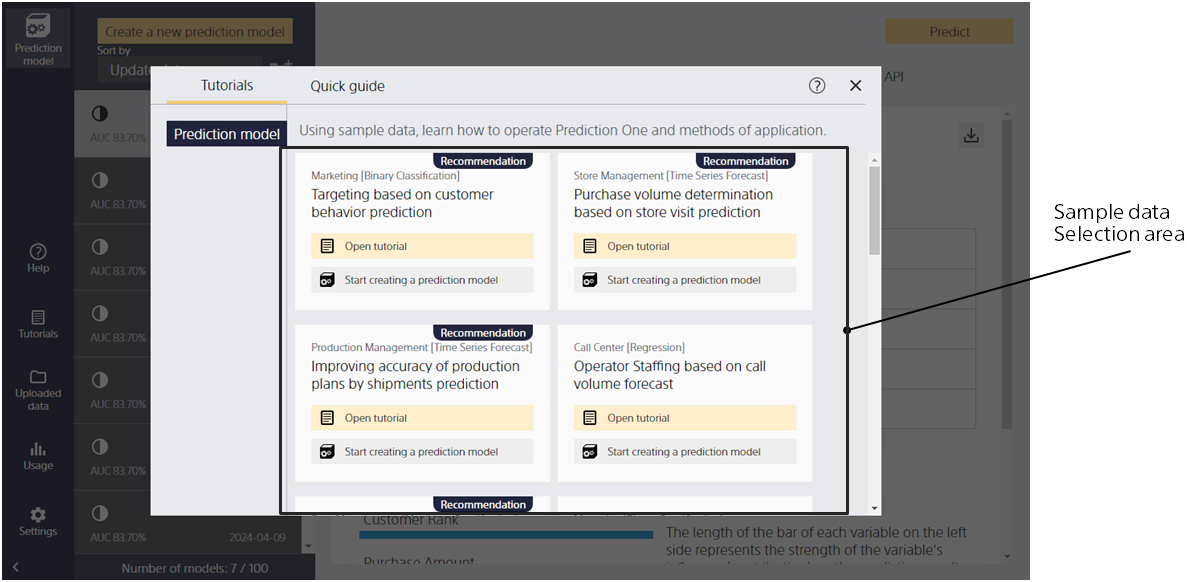 Prediction
model
Create a new prediction model
Sort by
Predict
API
Tutorials
Quick guide
Prediction model
Using sample data, learn how to operate Prediction One and methods of application.
Recommendation
Marketing [Binary Classification]
Targeting based on customer
behavior prediction
Open tutorial
Start creating a prediction model
Recommendation
Store Management [Time Series Forecast]
Purchase volume determination
based on store visit prediction
Open tutorial
Start creating a prediction model
Recommendation
Production Management [Time Series Forecast]
Improving accuracy of production
plans by shipments prediction
Open tutorial
Start creating a prediction model
Call Center [Regression]
Operator Staffing based on call
volume forecast
Open tutorial
Start creating a prediction model
Recommendation
Sample data
Selection area
AUC 83.70%
AUC 83.70%
AUC 83.70%
AUC 83.70%
AUC 83.70%
AUC 83.70%
AUC 83.70%
2024-04-09
Number of models: 7 / 100
Help
Tutorials
Uploaded
data
Usage
Settings
Customer Rank
Purchase Amount
The length of the bar of each variable on the left
side represents the strength of the variable's